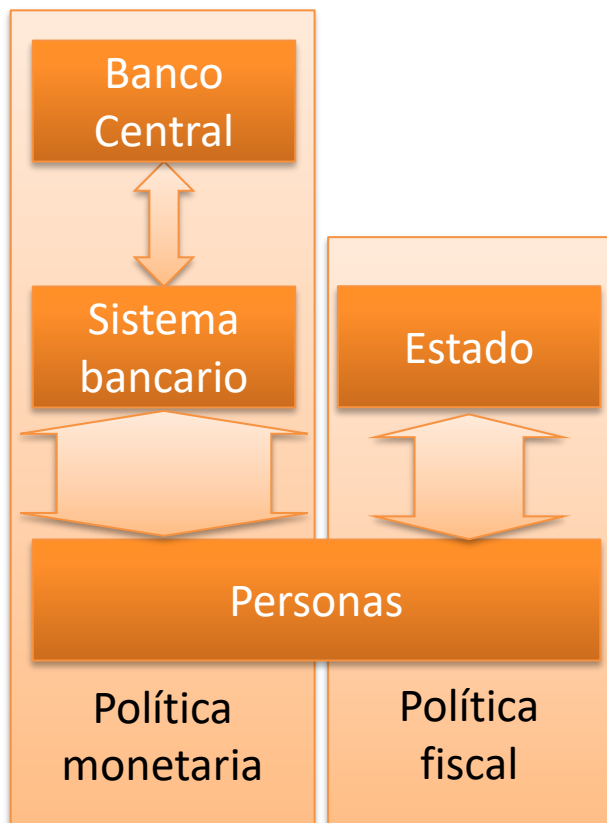 Banco
Central
Sistema
bancario
Estado
Personas
Política
monetaria
Política
fiscal